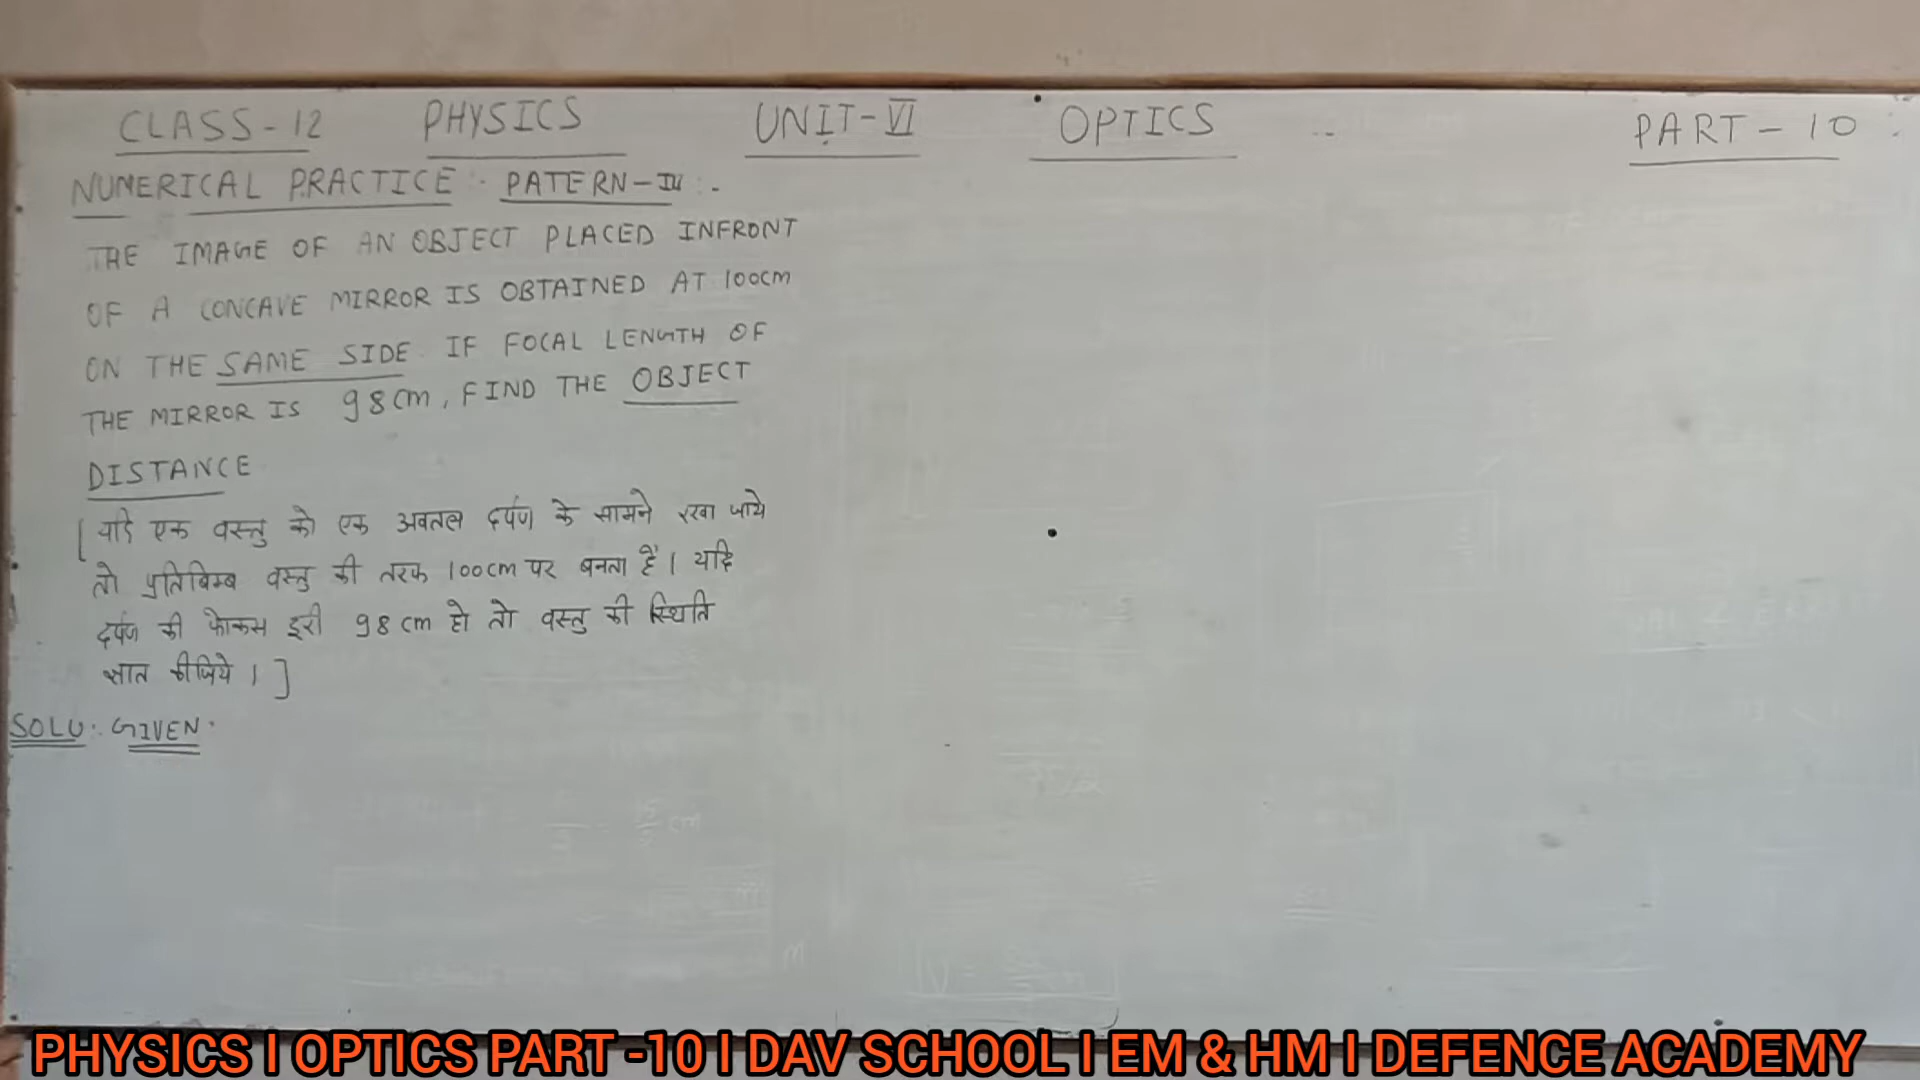 CLASS-12 PHYSICS UNIT-VI OPTICS PART-10
NUMERICAL PRACTICE:- PATERN-IV:-
THE IMAGE OF AN OBJECT PLACED INFRONT
OF A CONCAVE MIRROR IS OBTAINED AT 100CM
ON THE SAME SIDE. IF FOCAL LENGTH OF
THE MIRROR IS 98CM, FIND THE OBJECT
DISTANCE
[यदि एक वस्तु को एक अवतल दर्पण के सामने रखा जाये
तो प्रतिबिम्ब वस्तु की तरफ 100cm पर बनता है। यदि
दर्पण की फोकस दूरी 98 cm हो तो वस्तु की स्थिति
ज्ञात कीजिये।]
SOLU:. GIVEN.
PHYSICS I OPTICS PART -10 I DAV SCHOOL I EM & HM I DEFENCE ACADEMY